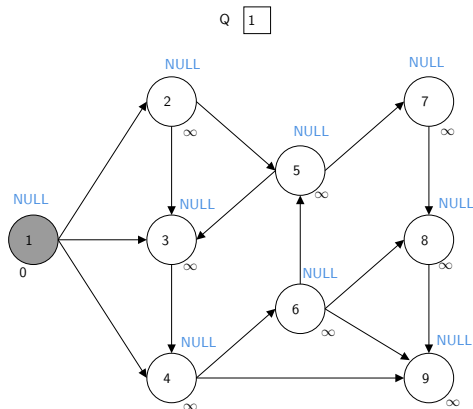 Q 1
NULL NULL
2 7
∞ ∞
NULL
5
NULL NULL NULL
∞
1 3 8
0 ∞ ∞
NULL
6
NULL NULL
∞
4 9
∞ ∞